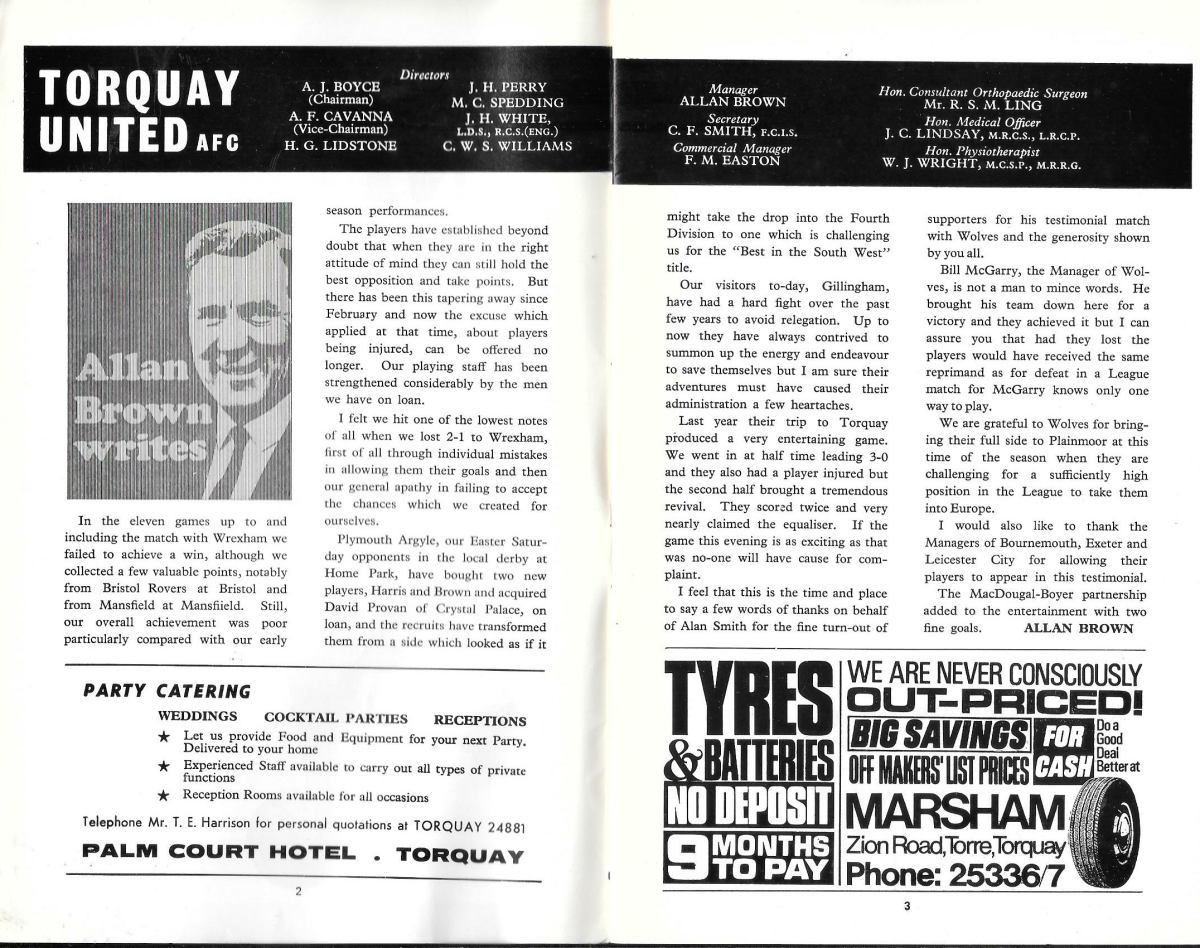 TORQUAY
UNITED AFC
Directors
A. J. BOYCE
(Chairman)
A. F. CAVANNA
(Vice-Chairman)
H. G. LIDSTONE
J. H. PERRY
M. C. SPEDDING
J. H. WHITE,
L.D.S., R.C.S.(ENG.)
C. W. S. WILLIAMS
Allan
Brown
writes
In the eleven games up to and
including the match with Wrexham we
failed to achieve a win, although we
collected a few valuable points, notably
from Bristol Rovers at Bristol and
from Mansfield at Mansfiield. Still,
our overall achievement was poor
particularly compared with our early
season performances.
The players have established beyond
doubt that when they are in the right
attitude of mind they can still hold the
best opposition and take points. But
there has been this tapering away since
February and now the excuse which
applied at that time, about players
being injured, can be offered no
longer. Our playing staff has been
strengthened considerably by the men
we have on loan.
I felt we hit one of the lowest notes
of all when we lost 2-1 to Wrexham,
first of all through individual mistakes
in allowing them their goals and then
our general apathy in failing to accept
the chances which we created for
ourselves.
Plymouth Argyle, our Easter Satur-
day opponents in the local derby at
Home Park, have bought two new
players, Harris and Brown and acquired
David Provan of Crystal Palace, on
loan, and the recruits have transformed
them from a side which looked as if it
PARTY CATERING
WEDDINGS COCKTAIL PARTIES RECEPTIONS
★ Let us provide Food and Equipment for your next Party.
Delivered to your home
★ Experienced Staff available to carry out all types of private
functions
★ Reception Rooms available for all occasions
Telephone Mr. T. E. Harrison for personal quotations at TORQUAY 24881
PALM COURT HOTEL . TORQUAY
2
Manager
ALLAN BROWN
Secretary
C. F. SMITH, F.C.I.S.
Commercial Manager
F. M. EASTON
Hon. Consultant Orthopaedic Surgeon
Mr. R. S. M. LING
Hon. Medical Officer
J. C. LINDSAY, M.R.C.S., L.R.C.P.
Hon. Physiotherapist
W. J. WRIGHT, M.C.S.P., M.R.R.G.
might take the drop into the Fourth
Division to one which is challenging
us for the "Best in the South West"
title.
Our visitors to-day, Gillingham,
have had a hard fight over the past
few years to avoid relegation. Up to
now they have always contrived to
summon up the energy and endeavour
to save themselves but I am sure their
adventures must have caused their
administration a few heartaches.
Last year their trip to Torquay
produced a very entertaining game.
We went in at half time leading 3-0
and they also had a player injured but
the second half brought a tremendous
revival. They scored twice and very
nearly claimed the equaliser. If the
game this evening is as exciting as that
was no-one will have cause for com-
plaint.
I feel that this is the time and place
to say a few words of thanks on behalf
of Alan Smith for the fine turn-out of
supporters for his testimonial match
with Wolves and the generosity shown
by you all.
Bill McGarry, the Manager of Wol-
ves, is not a man to mince words. He
brought his team down here for a
victory and they achieved it but I can
assure you that had they lost the
players would have received the same
reprimand as for defeat in a League
match for McGarry knows only one
way to play.
We are grateful to Wolves for bring-
ing their full side to Plainmoor at this
time of the season when they are
challenging for a sufficiently high
position in the League to take them
into Europe.
I would also like to thank the
Managers of Bournemouth, Exeter and
Leicester City for allowing their
players to appear in this testimonial.
The MacDougal-Boyer partnership
added to the entertainment with two
fine goals. ALLAN BROWN
TYRES
& BATTERIES
NO DEPOSIT
9 MONTHS
TO PAY
WE ARE NEVER CONSCIOUSLY
OUT-PRICED!
BIG SAVINGS
OFF MAKERS' LIST PRICES
FOR
CASH
Do a
Good
Deal
Better at
MARSHAM
Zion Road, Torre, Torquay
Phone: 25336/7
3